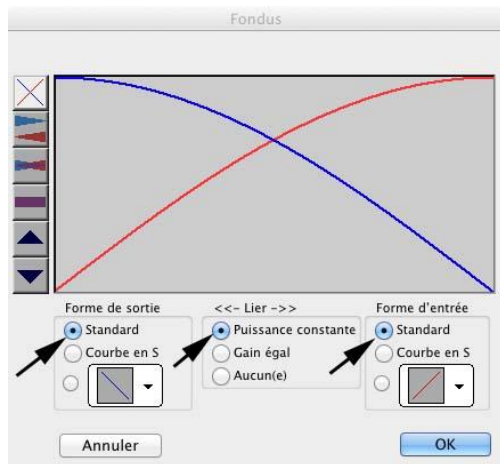 Fondus
Forme de sortie
<<- Lier ->>
Forme d'entrée
Standard
Puissance constante
Standard
Courbe en S
Gain égal
Courbe en S
Aucun(e)
Annuler
OK